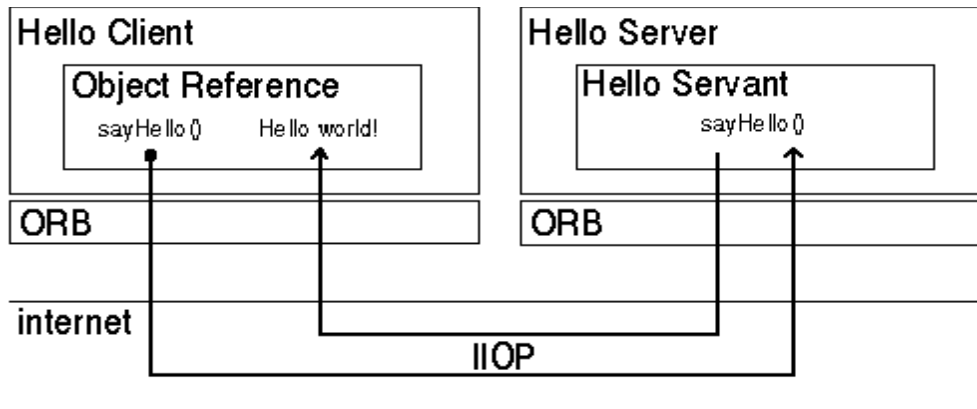 Hello Client
Object Reference
sayHello()
Hello world!
ORB
Hello Server
Hello Servant
sayHello()
ORB
internet
IIOP